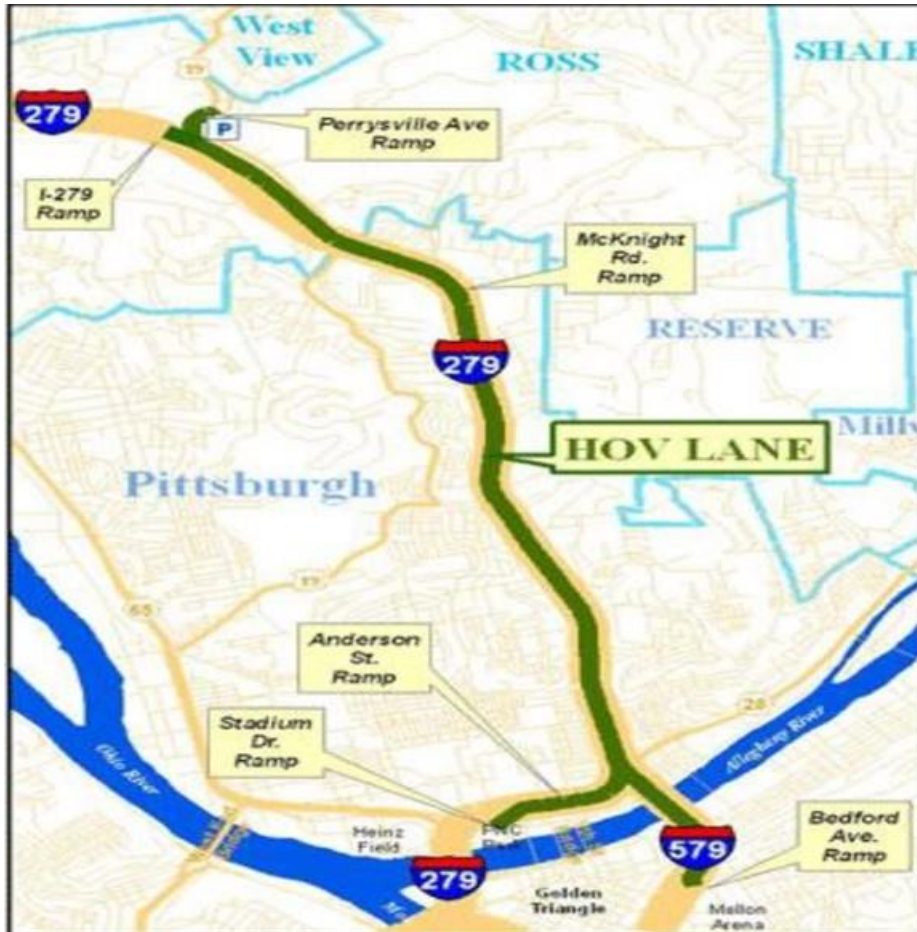 West
View
ROSS
SHALE
19
279
P
Perrysville Ave
Ramp
I-279
Ramp
McKnight
Rd.
Ramp
RESERVE
279
HOV LANE
Millv
Pittsburgh
19
65
Anderson
St.
Ramp
28
Stadium
Dr.
Ramp
Ohio River
Allegheny River
Heinz
Field
PNC
Park
279
579
Bedford
Ave.
Ramp
Golden
Triangle
Mellon
Arena